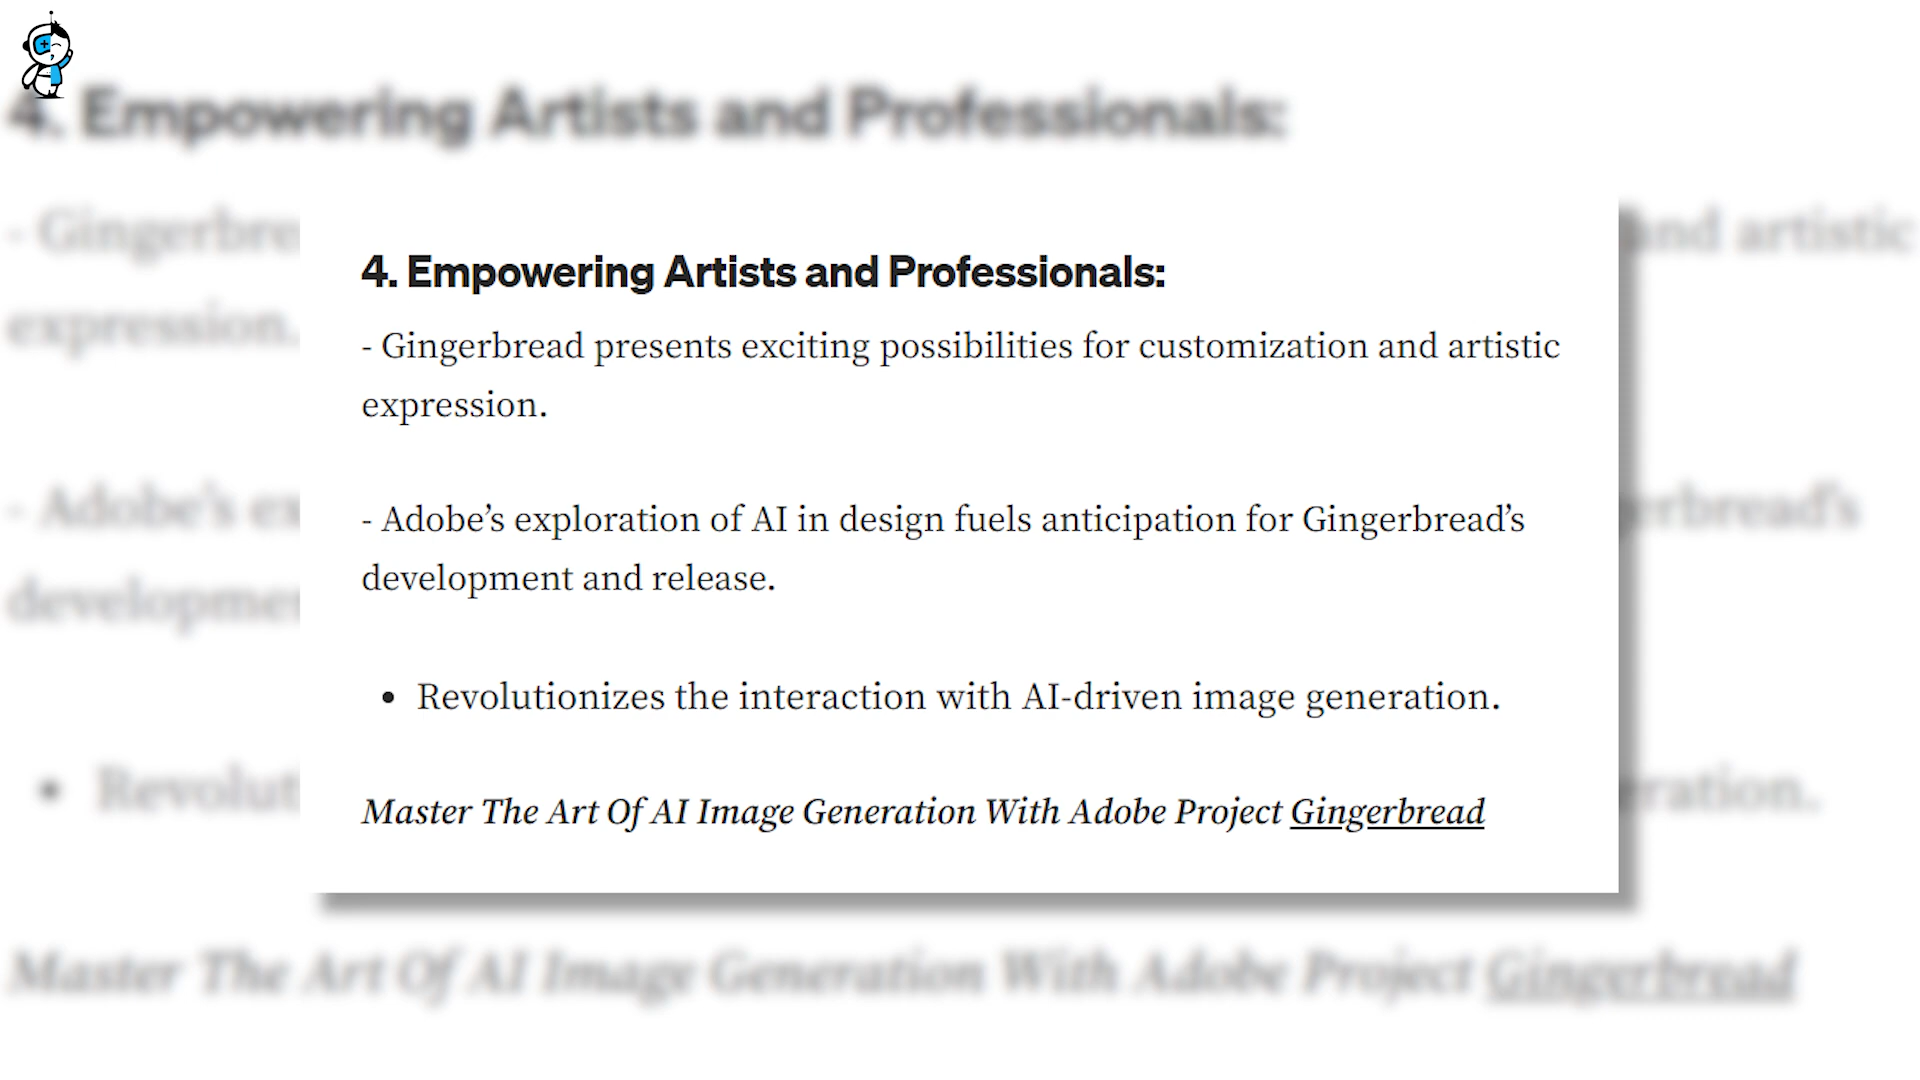 4. Empowering Artists and Professionals:
- Gingerbread presents exciting possibilities for customization and artistic
expression.
- Adobe’s exploration of AI in design fuels anticipation for Gingerbread’s
development and release.
• Revolutionizes the interaction with AI-driven image generation.
Master The Art Of AI Image Generation With Adobe Project Gingerbread